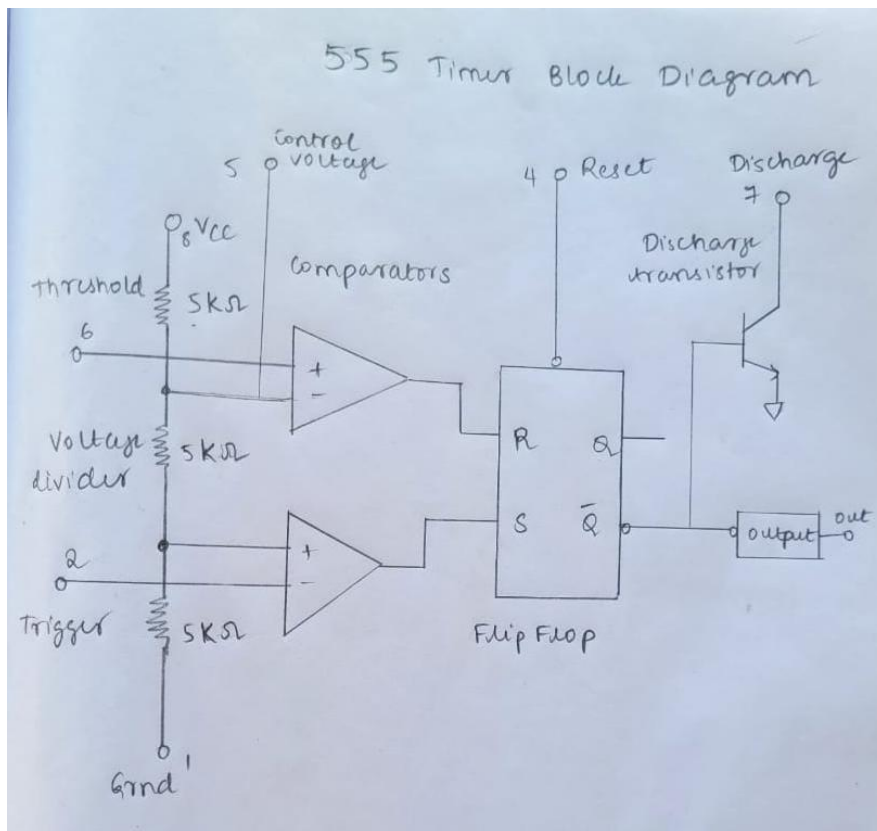 555 Timer Block Diagram
Control
5 voltage
4 Reset
Discharge
7
8 Vcc
Discharge
transistor
Comparators
Threshold
5KΩ
6
+
-
R
Q
Voltage
divider
5KΩ
S
Q̅
output
out
2
+
-
Trigger
5KΩ
Flip Flop
Grnd 1